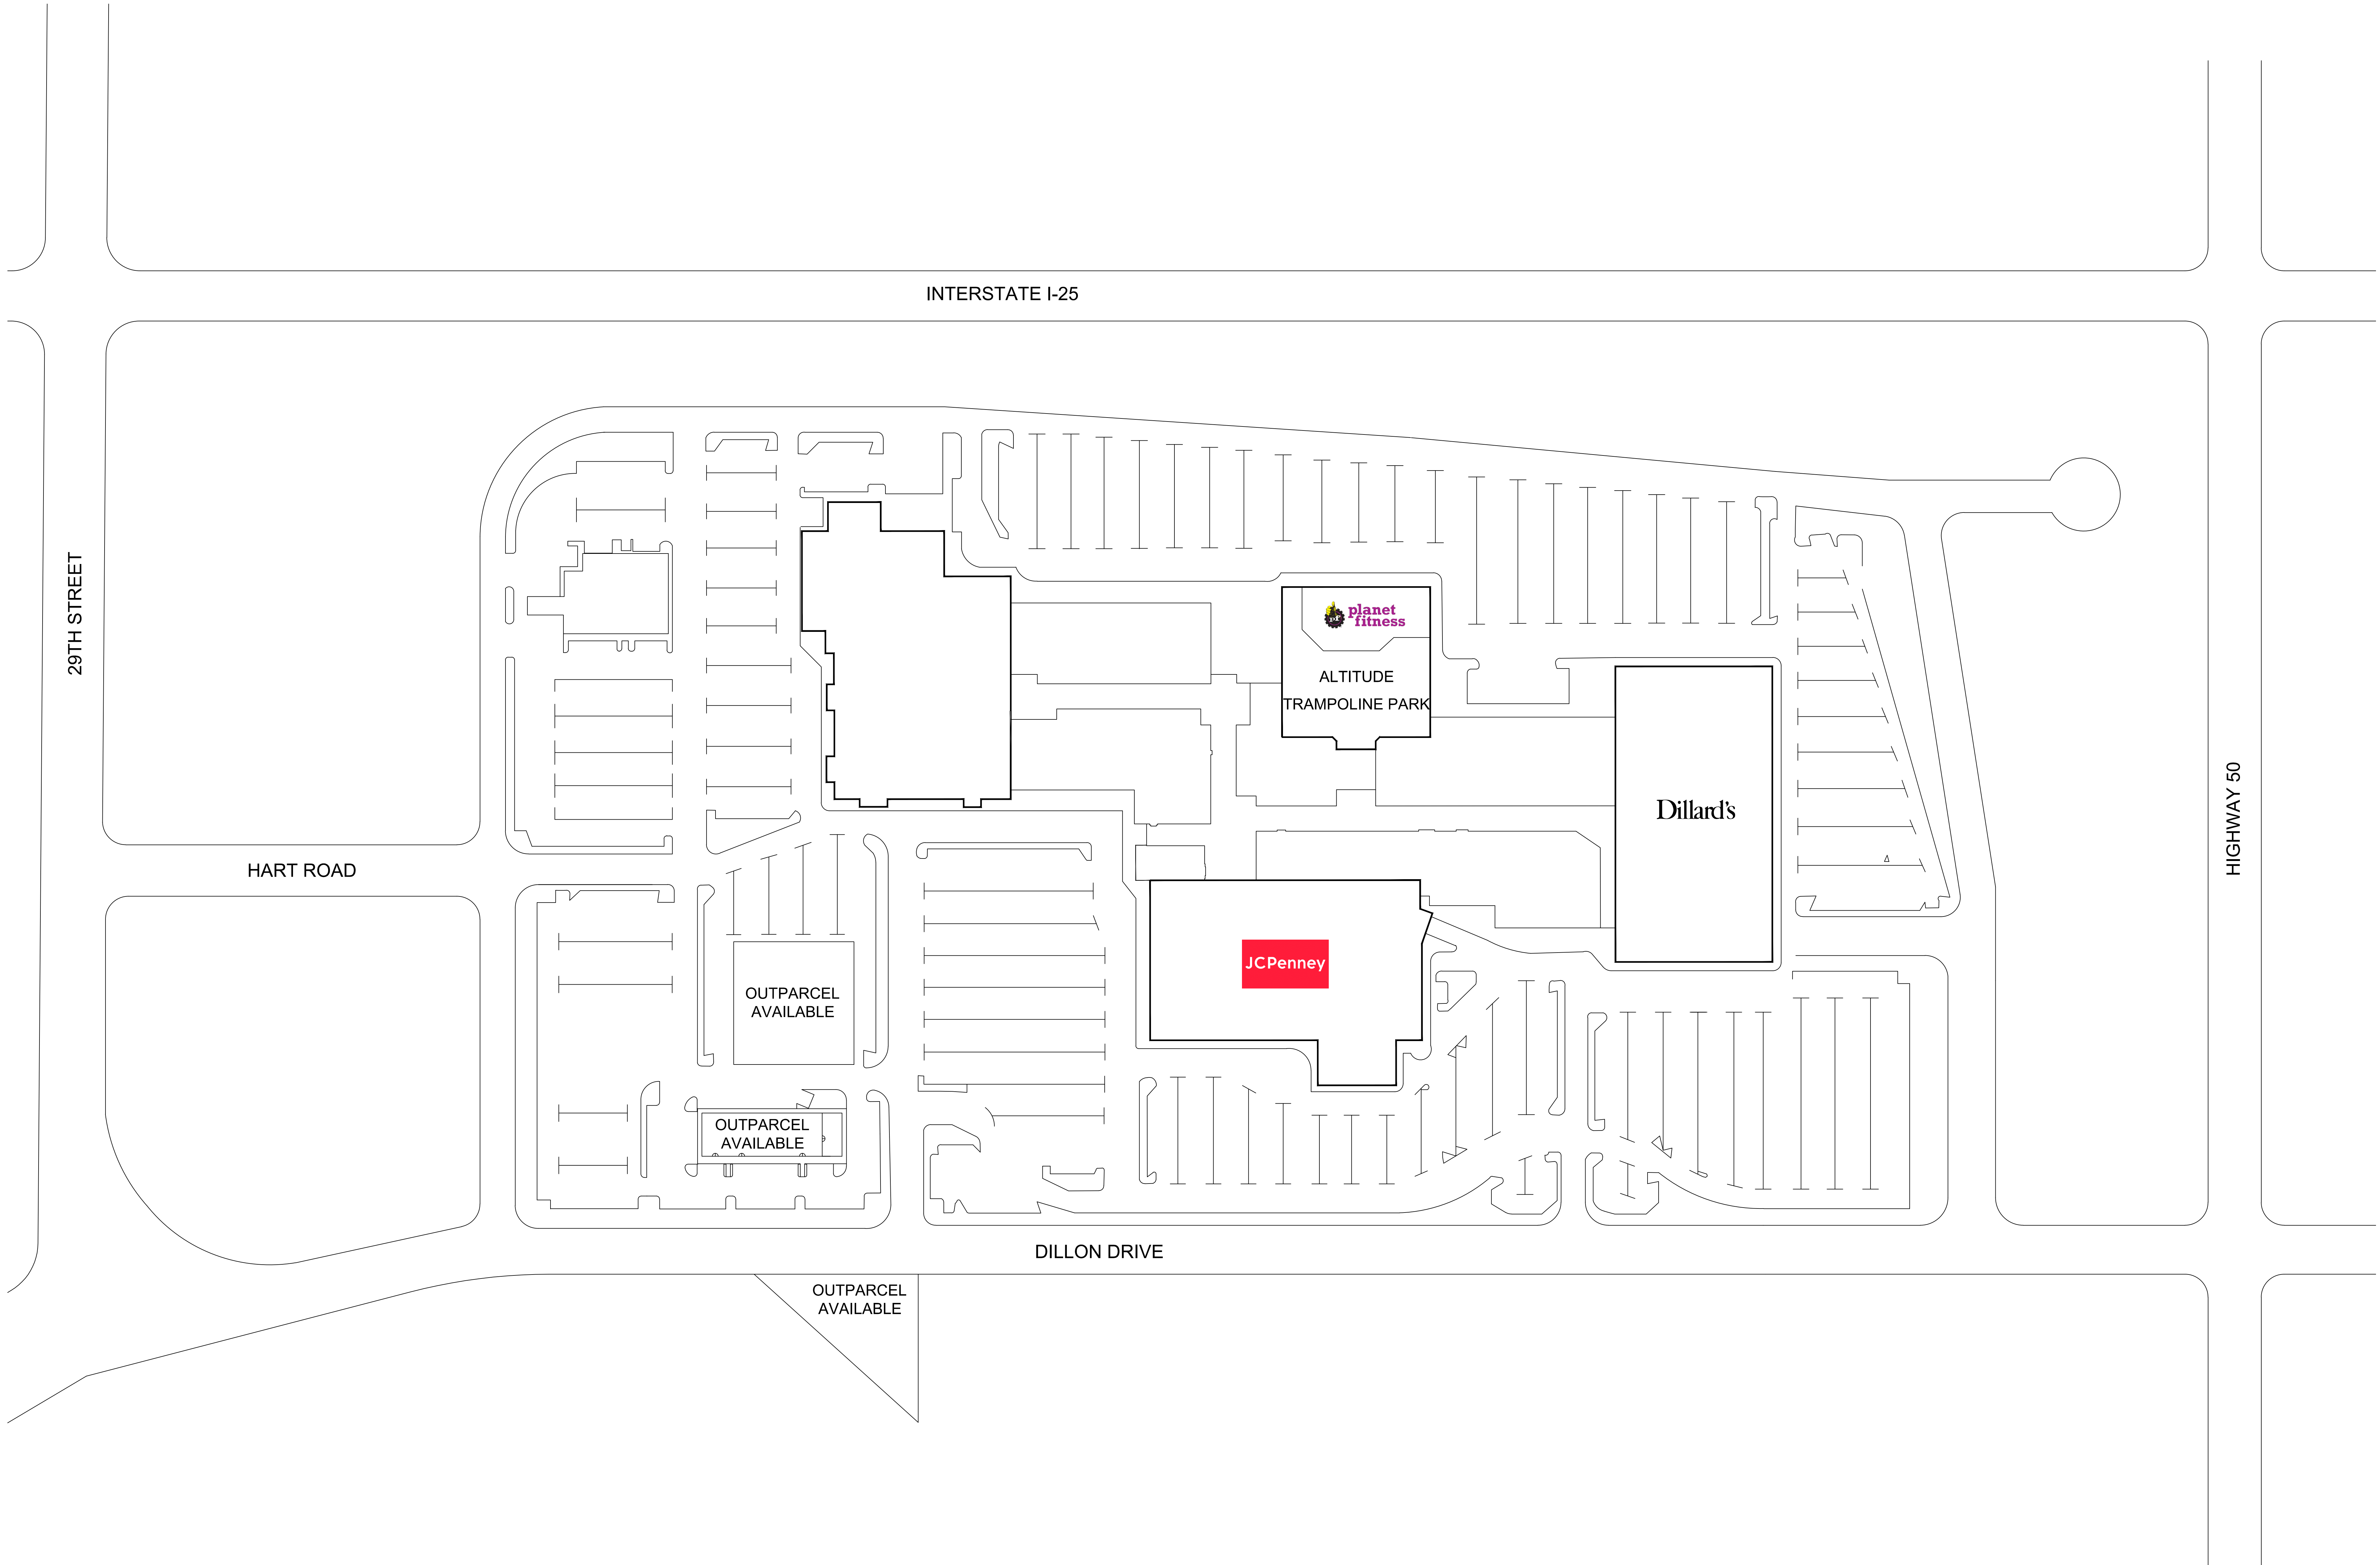 INTERSTATE I-25
29TH STREET
planet
fitness
ALTITUDE
TRAMPOLINE PARK
Dillard's
HIGHWAY 50
HART ROAD
JCPenney
OUTPARCEL
AVAILABLE
OUTPARCEL
AVAILABLE
DILLON DRIVE
OUTPARCEL
AVAILABLE